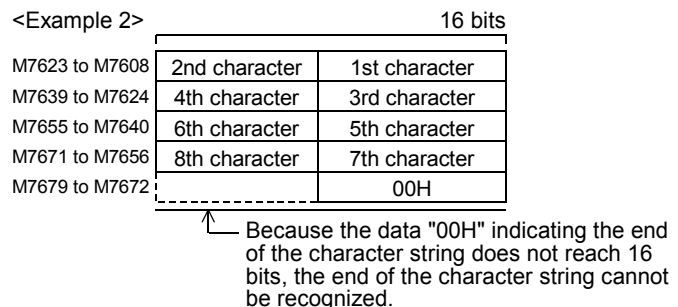 <Example 2> 16 bits
M7623 to M7608 2nd character 1st character
M7639 to M7624 4th character 3rd character
M7655 to M7640 6th character 5th character
M7671 to M7656 8th character 7th character
M7679 to M7672 00H
Because the data "00H" indicating the end
of the character string does not reach 16
bits, the end of the character string cannot
be recognized.